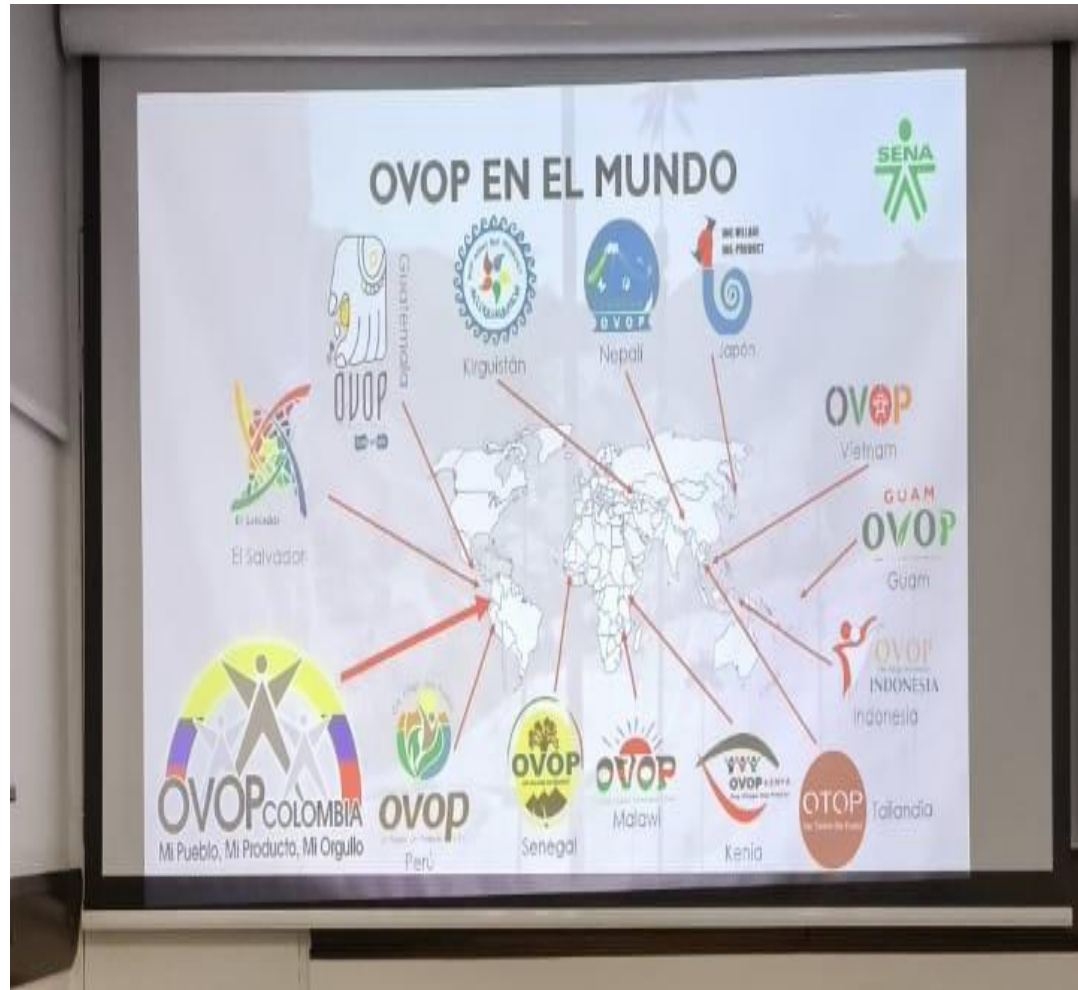 OVOP EN EL MUNDO
SENA
Guatemala
OVOP
Kirguistán
OVOP
Nepali
ONE VILLAGE
ONE PRODUCT
Japón
OVOP
Vietnam
GUAM
OVOP
Guam
El Salvador
El Salvador
OVOP
INDONESIA
Indonesia
OVOP COLOMBIA
Mi Pueblo, Mi Producto, Mi Orgullo
OVOP
Perú
OVOP
Senegal
OVOP
Malawi
OVOP KENYA
Kenia
OTOP
Tailandia